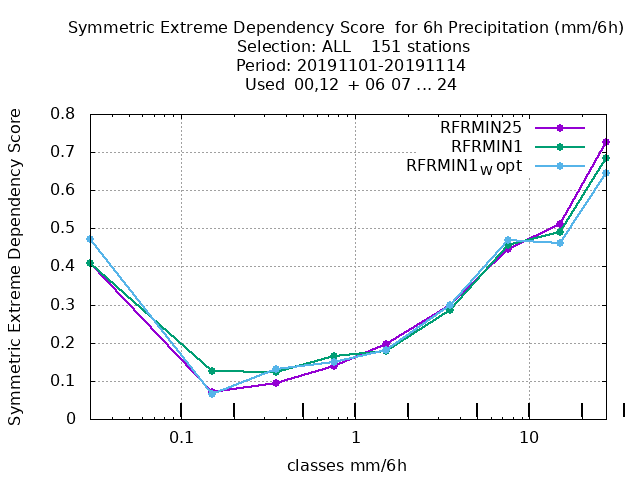 Symmetric Extreme Dependency Score  for 6h Precipitation (mm/6h)
Selection: ALL    151 stations
Period: 20191101-20191114
Used  00,12  + 06 07 ... 24
Symmetric Extreme Dependency Score
0.8
0.7
0.6
0.5
0.4
0.3
0.2
0.1
0
RFRMIN25
RFRMIN1
RFRMIN1W opt
0.1
1
10
classes mm/6h